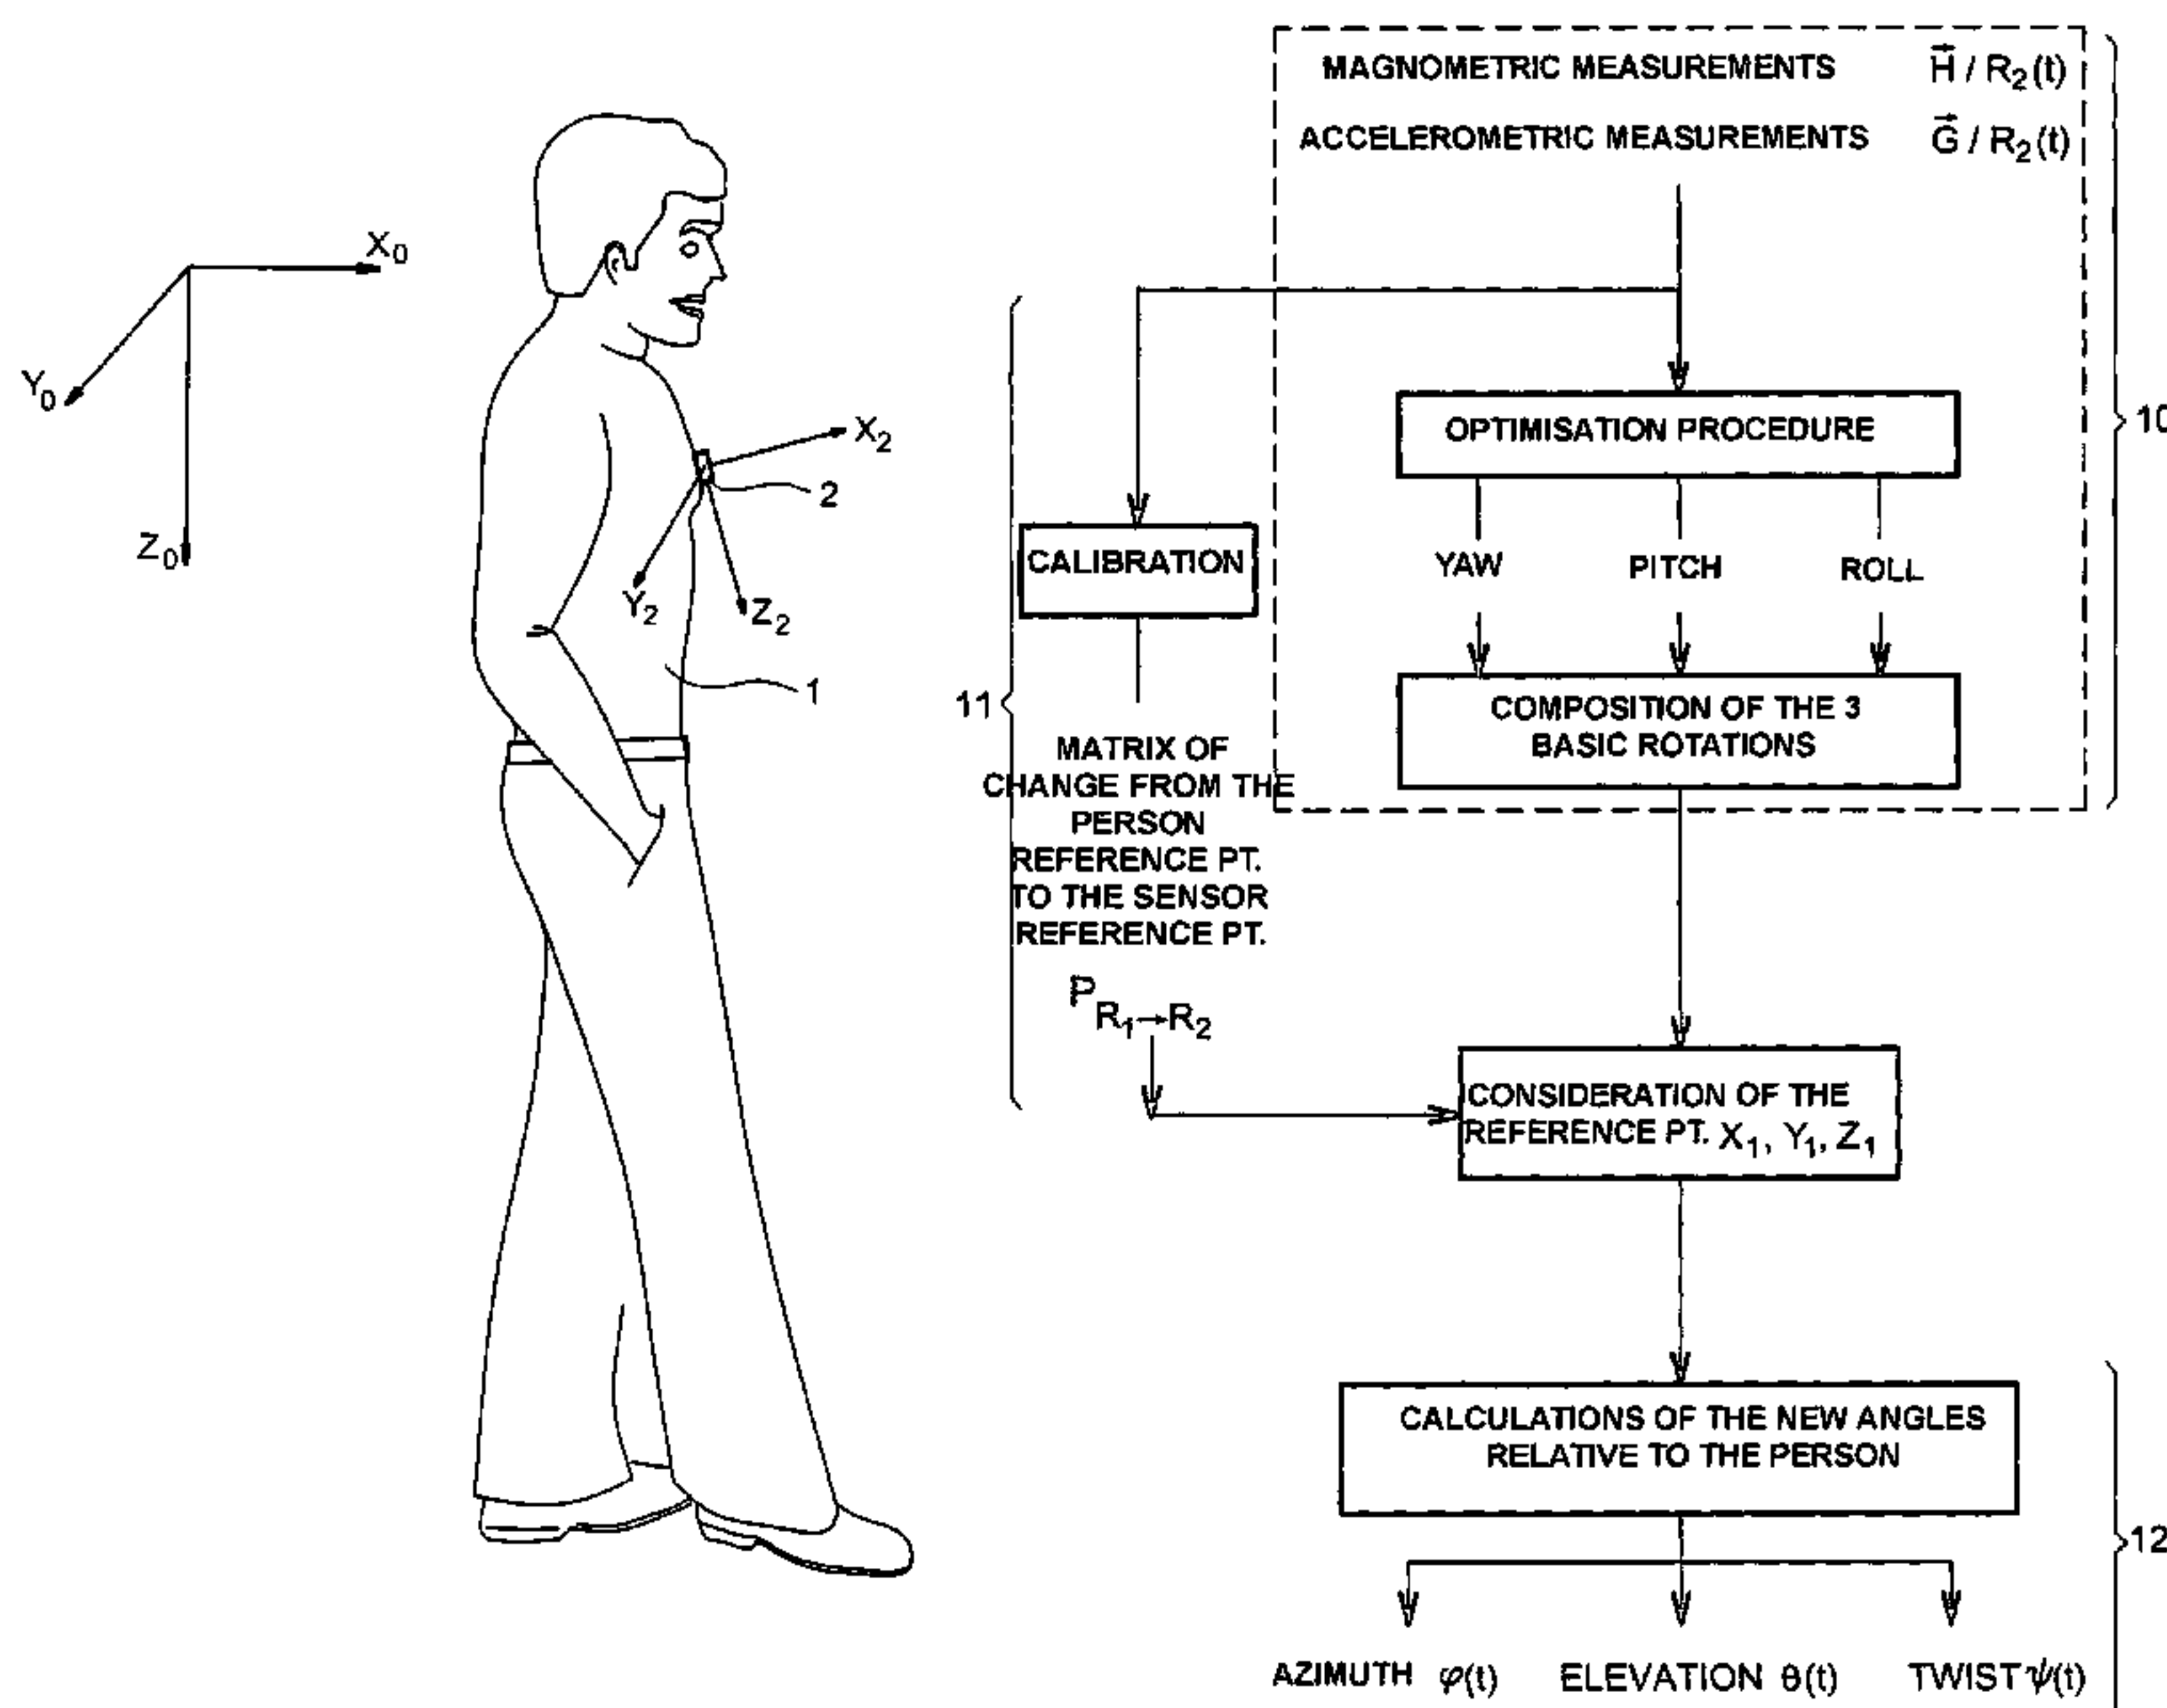 X0
Y0
Z0
X2
2
Y2
Z2
1
MAGNOMETRIC MEASUREMENTS H / R2(t)
ACCELEROMETRIC MEASUREMENTS G / R2(t)
10
OPTIMISATION PROCEDURE
CALIBRATION
YAW PITCH ROLL
11
COMPOSITION OF THE 3
BASIC ROTATIONS
MATRIX OF
CHANGE FROM THE
PERSON
REFERENCE PT.
TO THE SENSOR
REFERENCE PT.
P R1→R2
CONSIDERATION OF THE
REFERENCE PT. X1, Y1, Z1
CALCULATIONS OF THE NEW ANGLES
RELATIVE TO THE PERSON
12
AZIMUTH φ(t) ELEVATION θ(t) TWIST ψ(t)